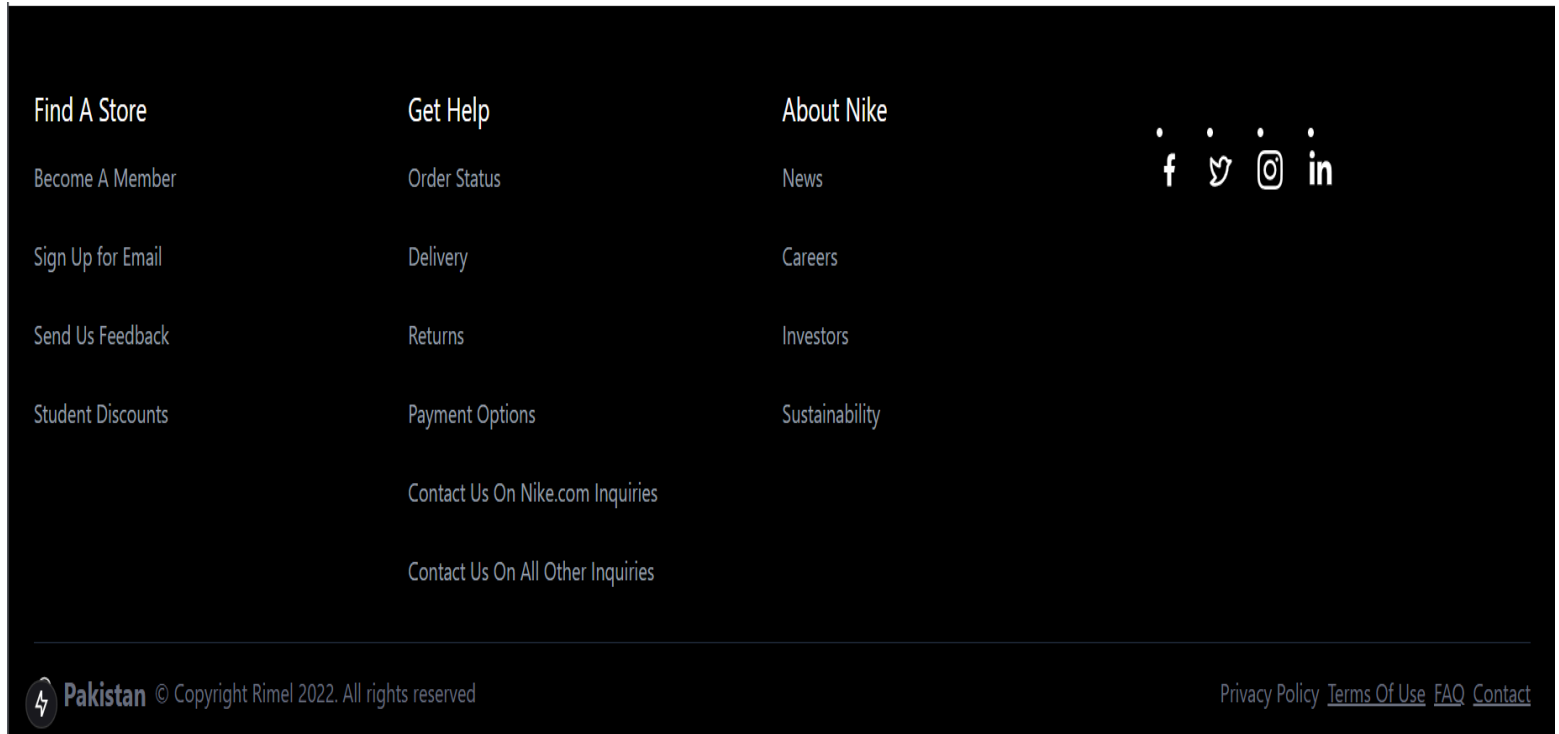 Find A Store
Become A Member
Sign Up for Email
Send Us Feedback
Student Discounts
Get Help
Order Status
Delivery
Returns
Payment Options
Contact Us On Nike.com Inquiries
Contact Us On All Other Inquiries
About Nike
News
Careers
Investors
Sustainability
Pakistan © Copyright Rimel 2022. All rights reserved
Privacy Policy Terms Of Use FAQ Contact